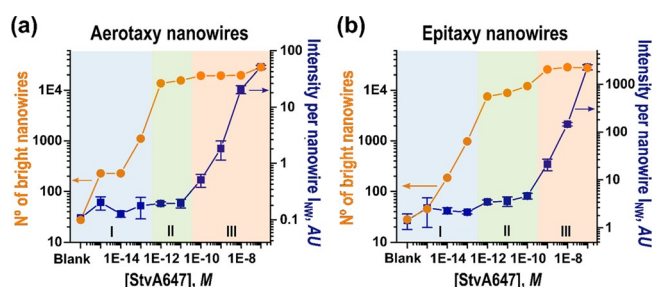 (a) Aerotaxy nanowires
Nº of bright nanowires
1E4
1000
100
10
Intensity per nanowire I_NW, AU
100
10
1
0.1
I II III
Blank 1E-14 1E-12 1E-10 1E-8
[StvA647], M
(b) Epitaxy nanowires
Nº of bright nanowires
1E4
1000
100
10
Intensity per nanowire I_NW, AU
1000
100
10
1
I II III
Blank 1E-14 1E-12 1E-10 1E-8
[StvA647], M